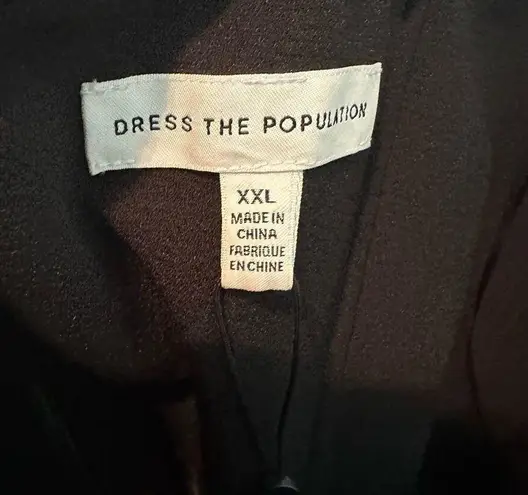 DRESS THE POPULATION
XXL
MADE IN
CHINA
FABRIQUE
EN CHINE